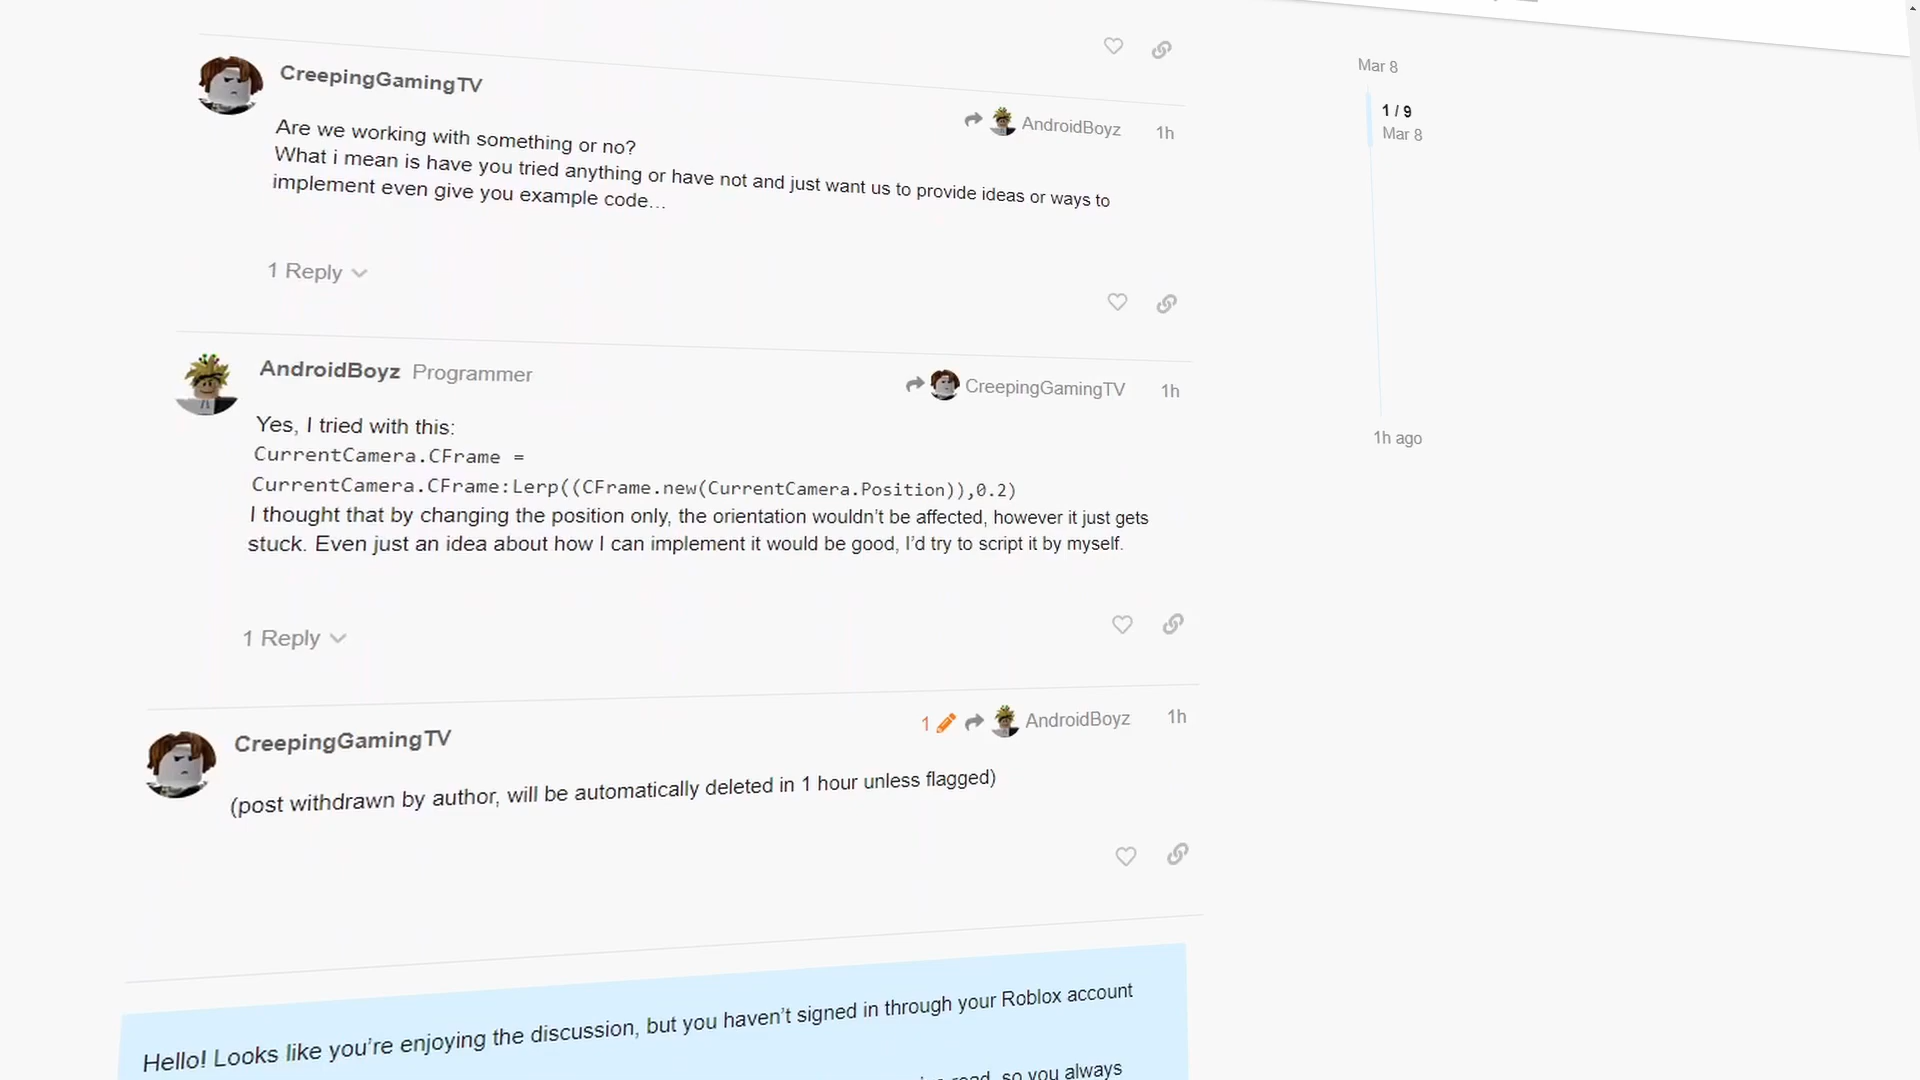 Mar 8
1 / 9
Mar 8
1h ago
CreepingGamingTV
AndroidBoyz 1h
Are we working with something or no?
What i mean is have you tried anything or have not and just want us to provide ideas or ways to
implement even give you example code...
1 Reply
AndroidBoyz Programmer
CreepingGamingTV 1h
Yes, I tried with this:
CurrentCamera.CFrame =
CurrentCamera.CFrame:Lerp((CFrame.new(CurrentCamera.Position)),0.2)
I thought that by changing the position only, the orientation wouldn't be affected, however it just gets
stuck. Even just an idea about how I can implement it would be good, I'd try to script it by myself.
1 Reply
CreepingGamingTV
1 AndroidBoyz 1h
(post withdrawn by author, will be automatically deleted in 1 hour unless flagged)
Hello! Looks like you're enjoying the discussion, but you haven't signed in through your Roblox account
so you always